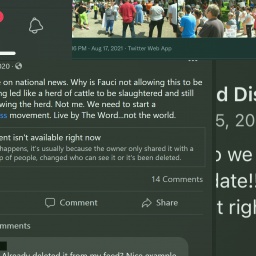 PM · Aug 17, 2021 · Twitter Web App
020 ·
on national news. Why is Fauci not allowing this to be
ng led like a herd of cattle to be slaughtered and still
wing the herd. Not me. We need to start a
ss movement. Live by The Word...not the world.
ent isn't available right now
happens, it's usually because the owner only shared it with a
p of people, changed who can see it or it's been deleted.
14 Comments
Comment Share
mments
Already deleted it from my feed? Nice example
d Dis
5, 20
o we
date!!
t righ